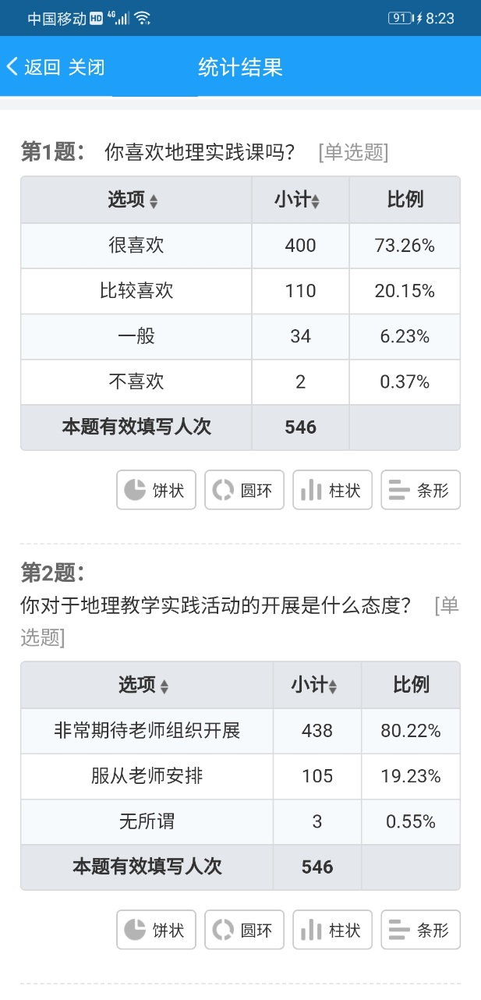 中国移动 HD 4G 91 8:23
返回 关闭 统计结果
第1题： 你喜欢地理实践课吗? [单选题]
选项 小计 比例
很喜欢 400 73.26%
比较喜欢 110 20.15%
一般 34 6.23%
不喜欢 2 0.37%
本题有效填写人次 546
饼状 圆环 柱状 条形
第2题：
你对于地理教学实践活动的开展是什么态度? [单
选题]
选项 小计 比例
非常期待老师组织开展 438 80.22%
服从老师安排 105 19.23%
无所谓 3 0.55%
本题有效填写人次 546
饼状 圆环 柱状 条形